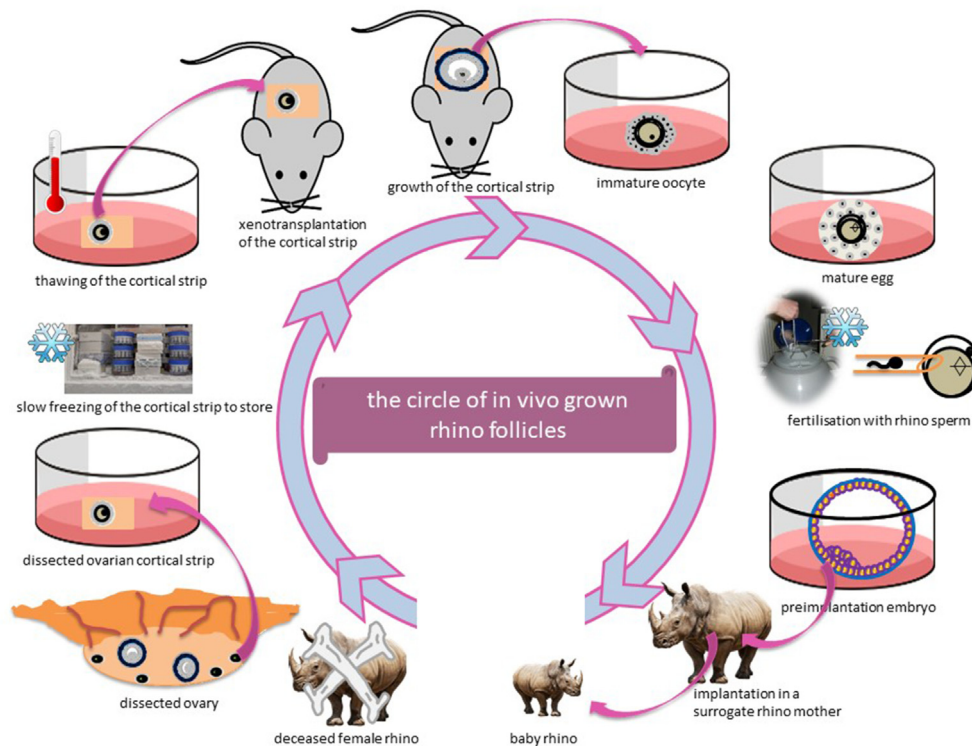 growth of the cortical strip
immature oocyte
xenotransplantation
of the cortical strip
thawing of the cortical strip
mature egg
slow freezing of the cortical strip to store
the circle of in vivo grown
rhino follicles
fertilisation with rhino sperm
dissected ovarian cortical strip
preimplantation embryo
dissected ovary
deceased female rhino
baby rhino
implantation in a
surrogate rhino mother